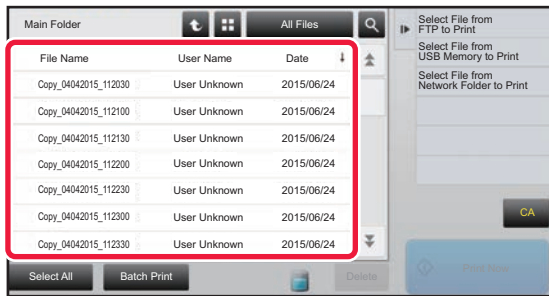 Main Folder
All Files
File Name User Name Date
Copy_04042015_112030 User Unknown 2015/06/24
Copy_04042015_112100 User Unknown 2015/06/24
Copy_04042015_112130 User Unknown 2015/06/24
Copy_04042015_112200 User Unknown 2015/06/24
Copy_04042015_112230 User Unknown 2015/06/24
Copy_04042015_112300 User Unknown 2015/06/24
Copy_04042015_112330 User Unknown 2015/06/24
Select All
Batch Print
Delete
Select File from
FTP to Print
Select File from
USB Memory to Print
Select File from
Network Folder to Print
CA
Print Now